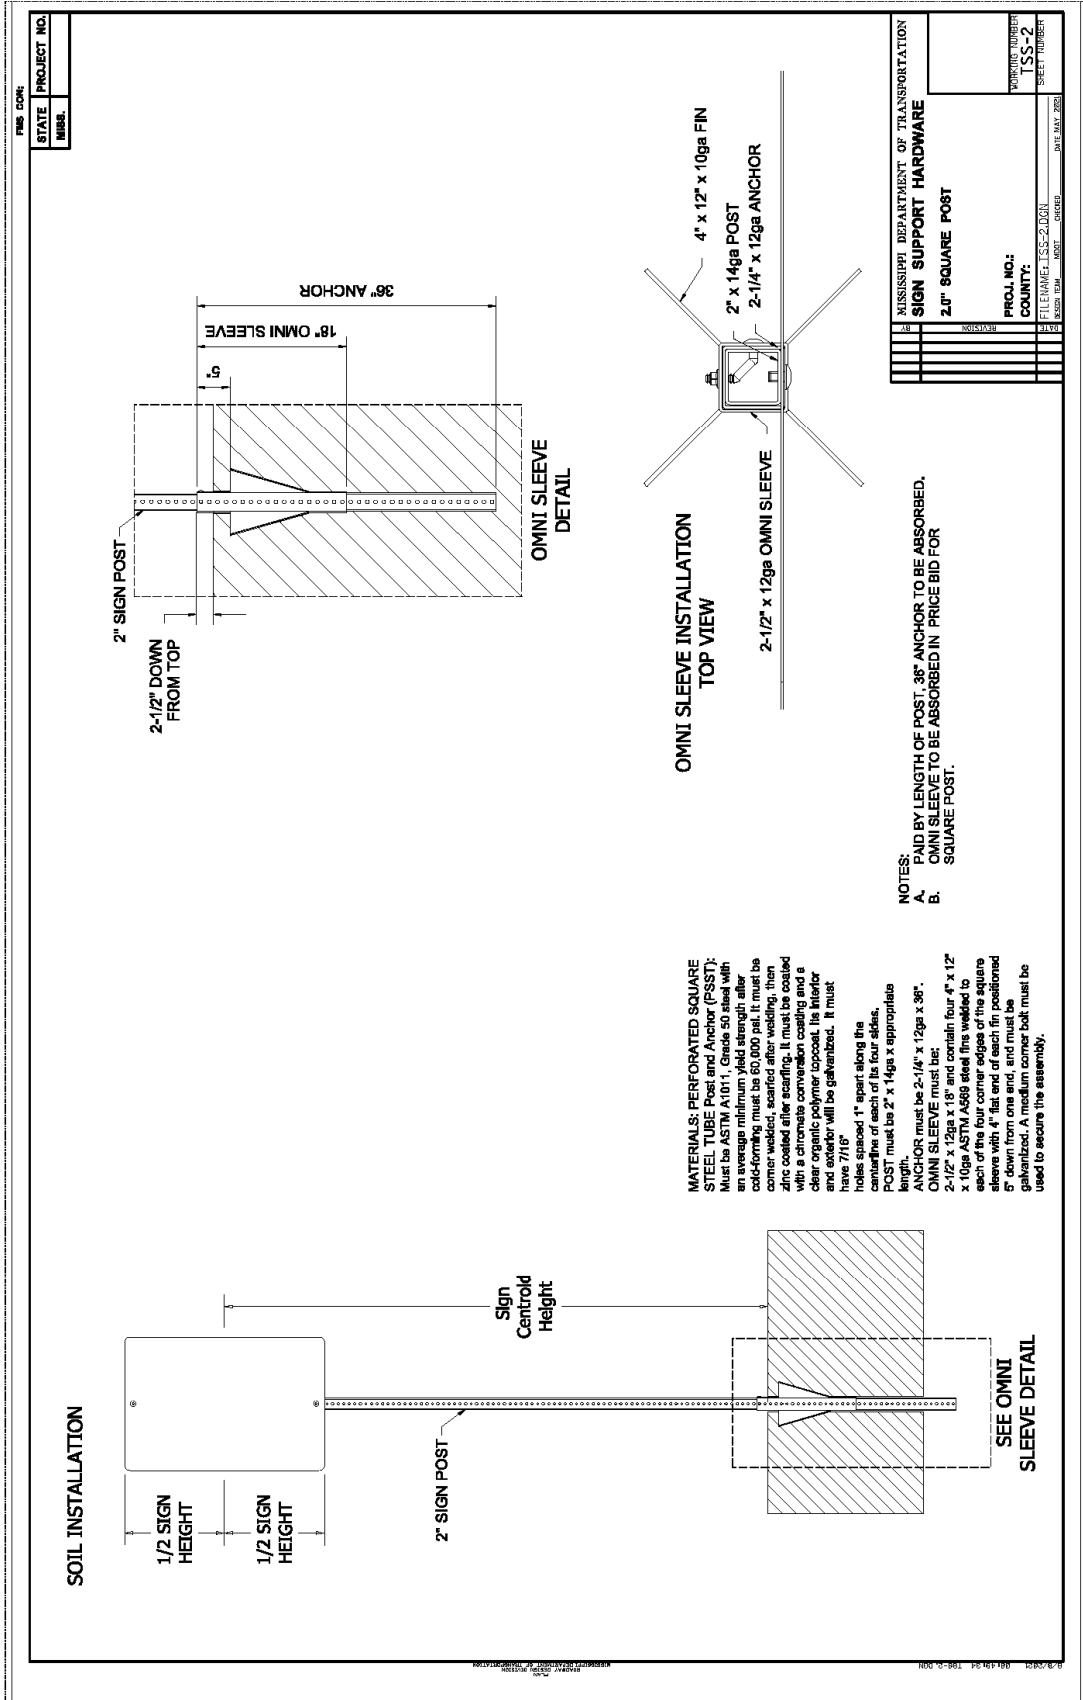 FMS CON:
STATE PROJECT NO.
MISS.
SOIL INSTALLATION
1/2 SIGN
HEIGHT
1/2 SIGN
HEIGHT
2" SIGN POST
Sign
Centroid
Height
SEE OMNI
SLEEVE DETAIL
2" SIGN POST
2-1/2" DOWN
FROM TOP
5"
18" OMNI SLEEVE
36" ANCHOR
OMNI SLEEVE
DETAIL
OMNI SLEEVE INSTALLATION
TOP VIEW
4" x 12" x 10ga FIN
2" x 14ga POST
2-1/4" x 12ga ANCHOR
2-1/2" x 12ga OMNI SLEEVE
MATERIALS: PERFORATED SQUARE
STEEL TUBE Post and Anchor (PSST):
Must be ASTM A1011, Grade 50 steel with
an average minimum yield strength after
cold-forming must be 60,000 psi. It must be
corner welded, scarfed after welding, then
zinc coated after scarfing. It must be coated
with a chromate conversion coating and a
clear organic polymer topcoat. Its interior
and exterior will be galvanized. It must
have 7/16"
holes spaced 1" apart along the
centerline of each of its four sides.
POST must be 2" x 14ga x appropriate
length.
ANCHOR must be 2-1/4" x 12ga x 36".
OMNI SLEEVE must be:
2-1/2" x 12ga x 18" and contain four 4" x 12"
x 10ga ASTM A569 steel fins welded to
each of the four corner edges of the square
sleeve with 4" flat end of each fin positioned
5" down from one end, and must be
galvanized. A medium corner bolt must be
used to secure the assembly.
NOTES:
A. PAID BY LENGTH OF POST, 36" ANCHOR TO BE ABSORBED.
B. OMNI SLEEVE TO BE ABSORBED IN PRICE BID FOR
SQUARE POST.
BY
REVISION
DATE
MISSISSIPPI DEPARTMENT OF TRANSPORTATION
SIGN SUPPORT HARDWARE
2.0" SQUARE POST
PROJ. NO.:
COUNTY:
FILENAME: TSS-2.DGN
DESIGN TEAM MDOT CHECKED DATE MAY 2021
WORKING NUMBER
TSS-2
SHEET NUMBER
MISSISSIPPI DEPARTMENT OF TRANSPORTATION
ROADWAY DESIGN DIVISION
PLAN
TSS-2.DGN